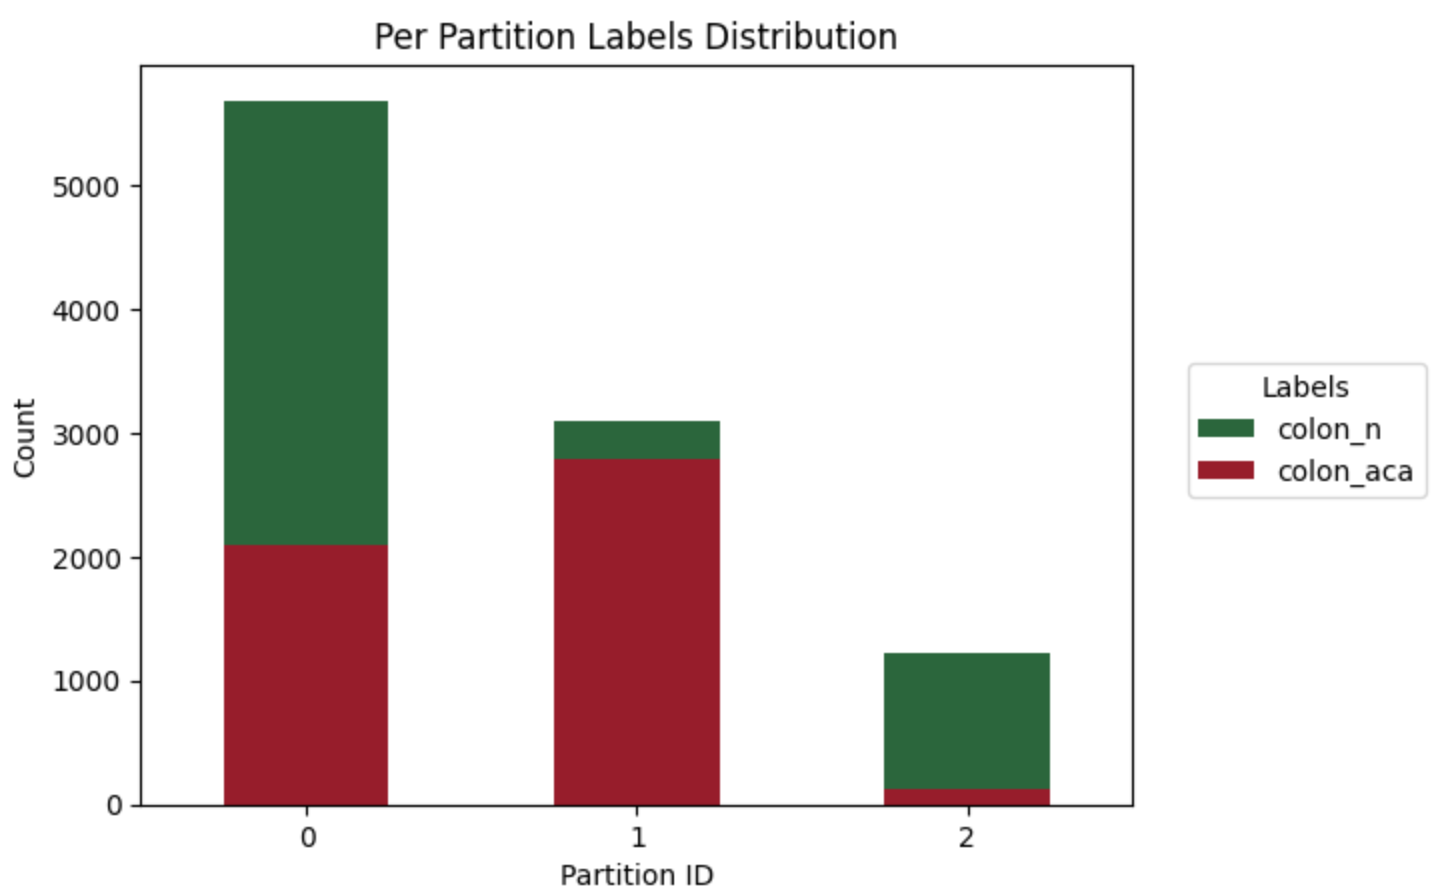 Per Partition Labels Distribution
Count
5000
4000
3000
2000
1000
0
0 1 2
Partition ID
Labels
colon_n
colon_aca